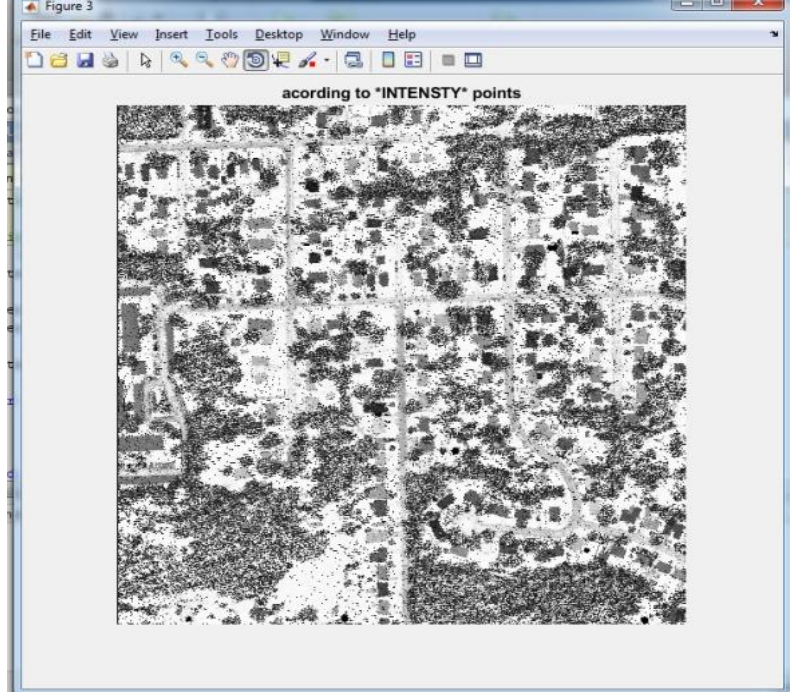 Figure 3
File Edit View Insert Tools Desktop Window Help
acording to *INTENSTY* points